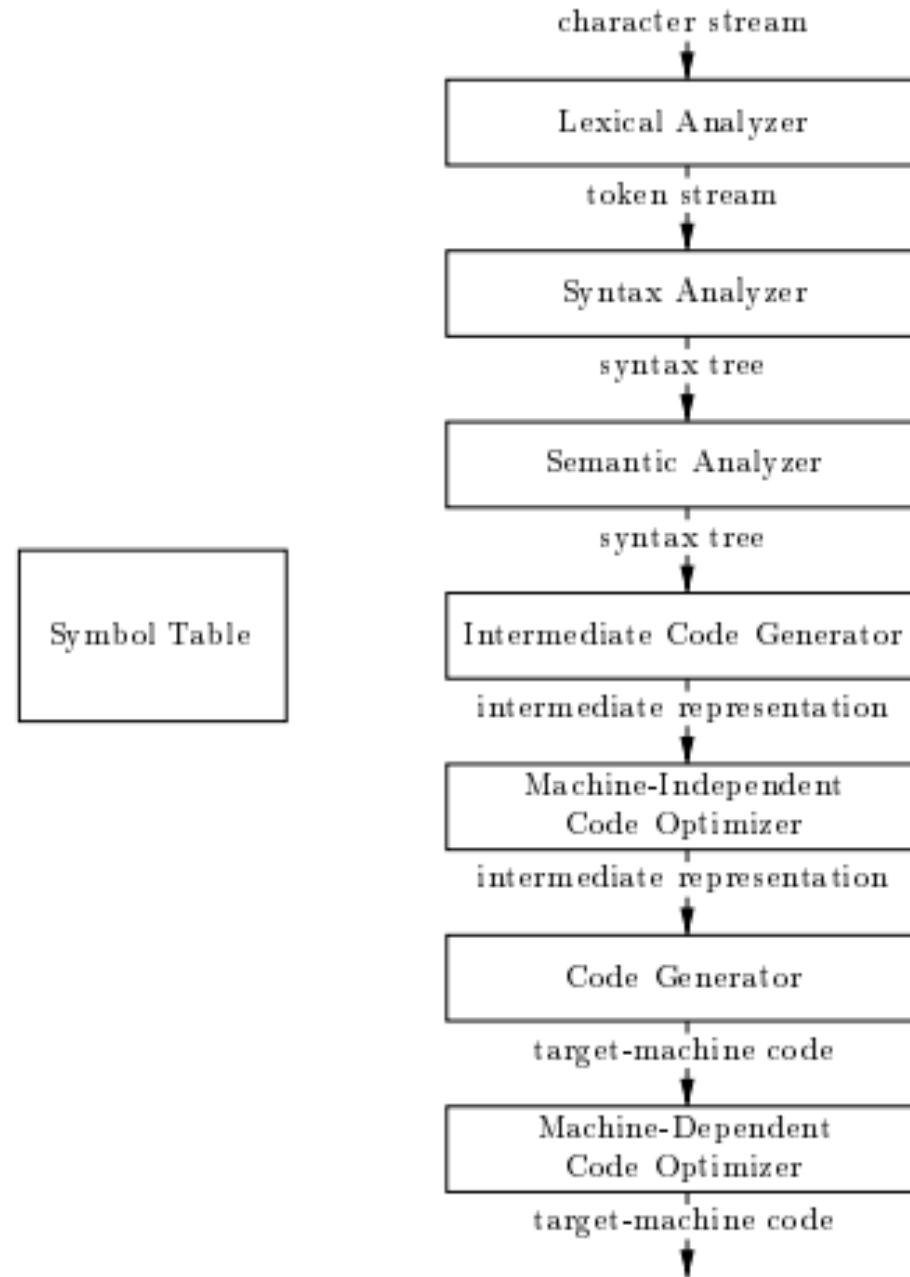 character stream
Lexical Analyzer
token stream
Syntax Analyzer
syntax tree
Semantic Analyzer
syntax tree
Symbol Table
Intermediate Code Generator
intermediate representation
Machine-Independent
Code Optimizer
intermediate representation
Code Generator
target-machine code
Machine-Dependent
Code Optimizer
target-machine code